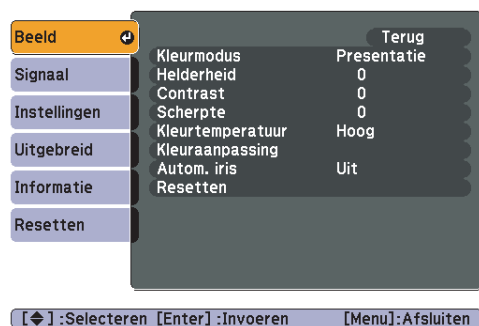 Beeld
Signaal
Instellingen
Uitgebreid
Informatie
Resetten
Terug
Kleurmodus Presentatie
Helderheid 0
Contrast 0
Scherpte 0
Kleurtemperatuur Hoog
Kleuraanpassing
Autom. iris Uit
Resetten
[◆] :Selecteren [Enter] :Invoeren [Menu]:Afsluiten